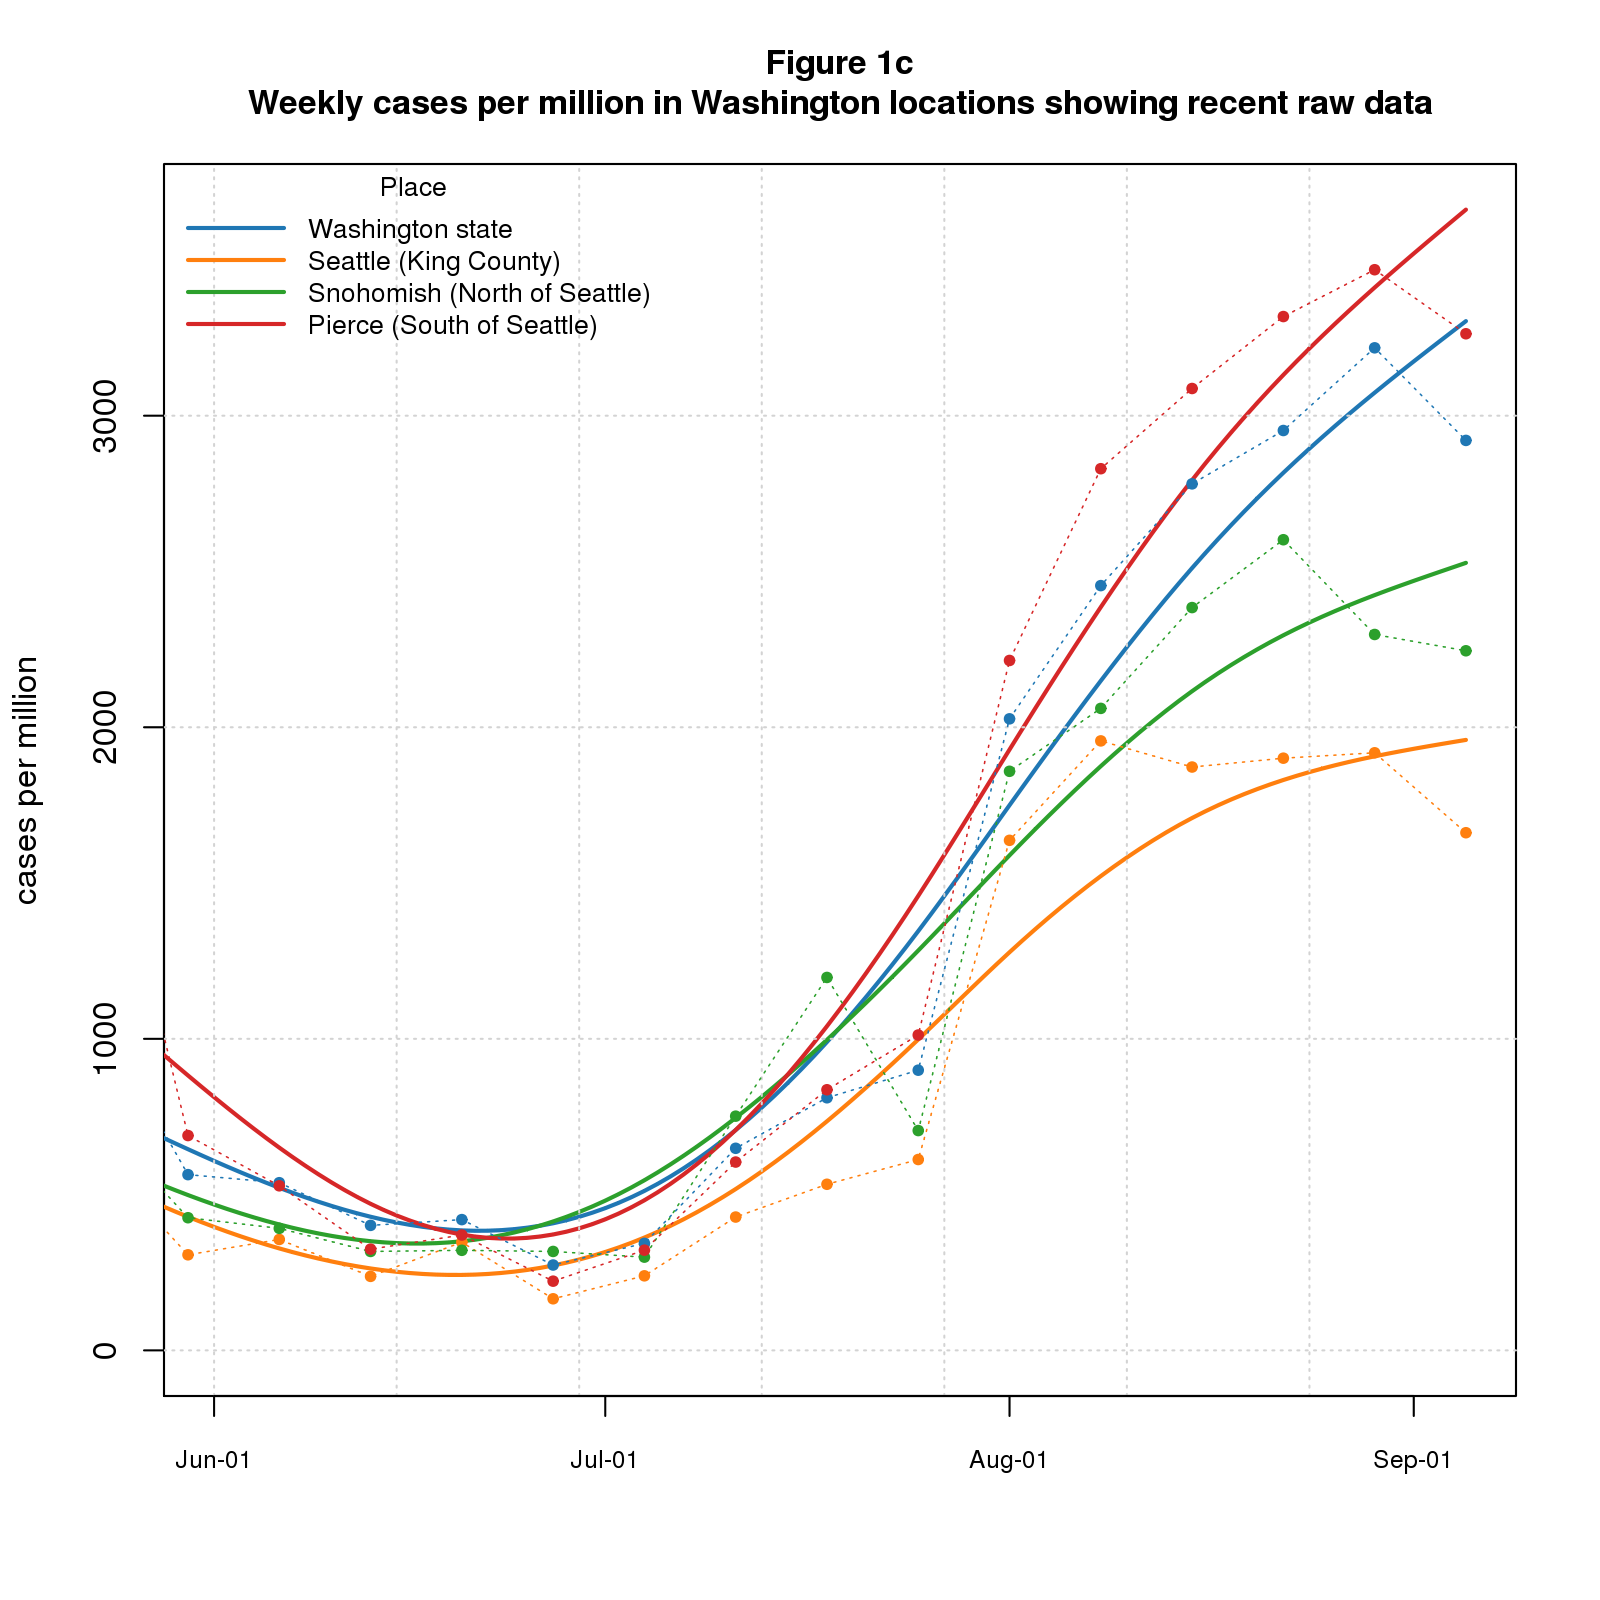 Figure 1c
Weekly cases per million in Washington locations showing recent raw data
Place
Washington state
Seattle (King County)
Snohomish (North of Seattle)
Pierce (South of Seattle)
cases per million
3000
2000
1000
0
Jun-01
Jul-01
Aug-01
Sep-01